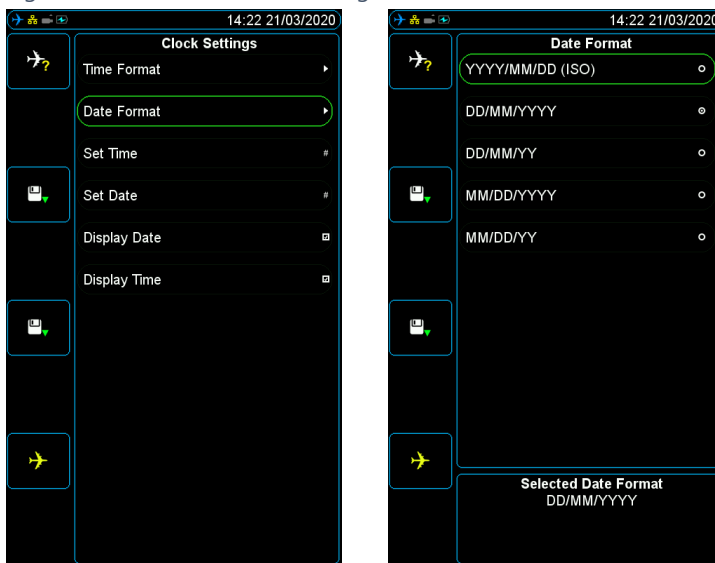 14:22 21/03/2020
Clock Settings
Time Format
Date Format
Set Time #
Set Date #
Display Date
Display Time
?
14:22 21/03/2020
Date Format
YYYY/MM/DD (ISO)
DD/MM/YYYY
DD/MM/YY
MM/DD/YYYY
MM/DD/YY
?
Selected Date Format
DD/MM/YYYY